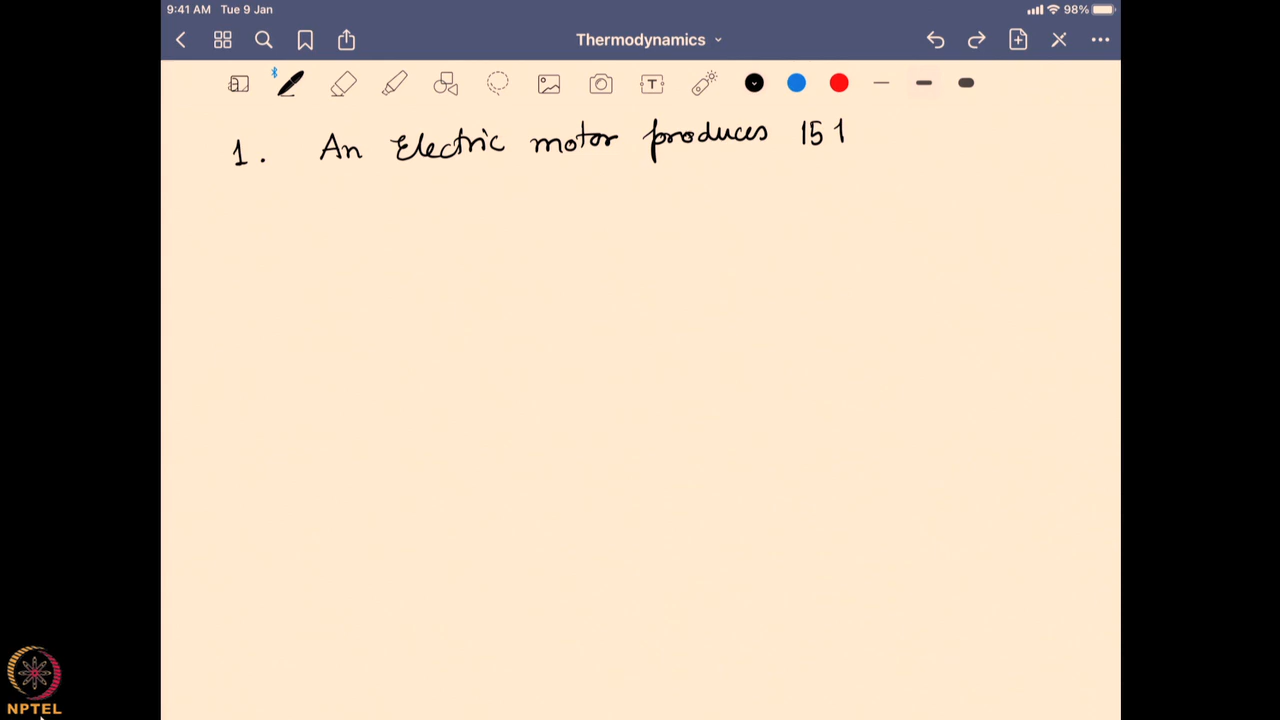 9:41 AM Tue 9 Jan 98%
Thermodynamics
T
1. An Electric motor produces 15 1
NPTEL